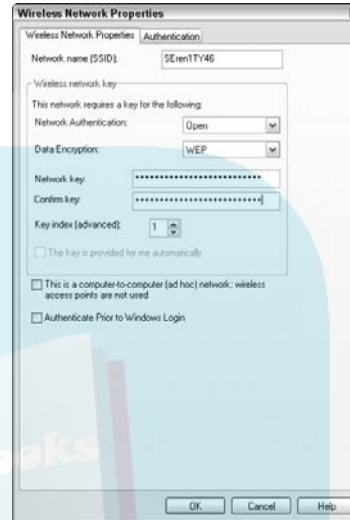 Wireless Network Properties
Wireless Network Properties Authentication
Network name (SSID): SEren1TY46
Wireless network key
This network requires a key for the following:
Network Authentication: Open
Data Encryption: WEP
Network key: ••••••••••••••••••••••••••
Confirm key: ••••••••••••••••••••••••••
Key index (advanced): 1
The key is provided for me automatically
This is a computer-to-computer (ad hoc) network; wireless
access points are not used
Authenticate Prior to Windows Login
ooks
OK Cancel Help